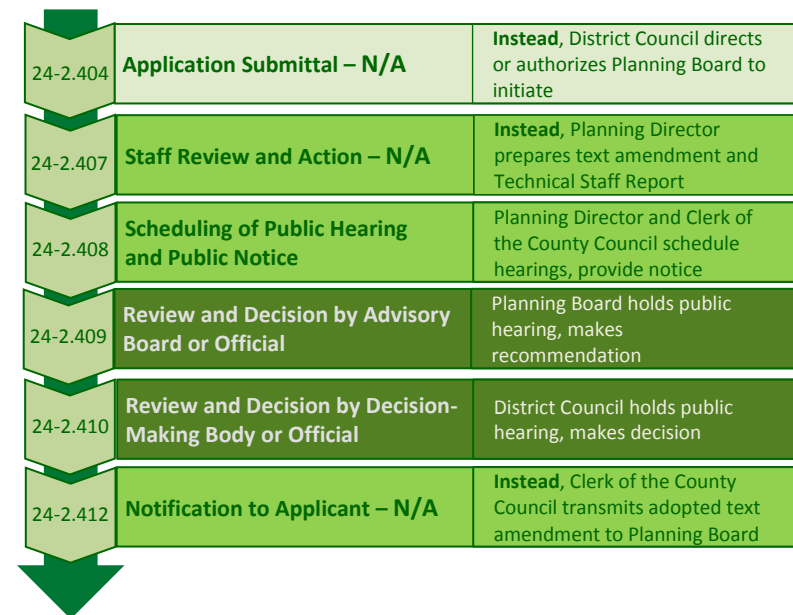 24-2.404
Application Submittal – N/A
Instead, District Council directs
or authorizes Planning Board to
initiate
24-2.407
Staff Review and Action – N/A
Instead, Planning Director
prepares text amendment and
Technical Staff Report
24-2.408
Scheduling of Public Hearing
and Public Notice
Planning Director and Clerk of
the County Council schedule
hearings, provide notice
24-2.409
Review and Decision by Advisory
Board or Official
Planning Board holds public
hearing, makes
recommendation
24-2.410
Review and Decision by Decision-
Making Body or Official
District Council holds public
hearing, makes decision
24-2.412
Notification to Applicant – N/A
Instead, Clerk of the County
Council transmits adopted text
amendment to Planning Board